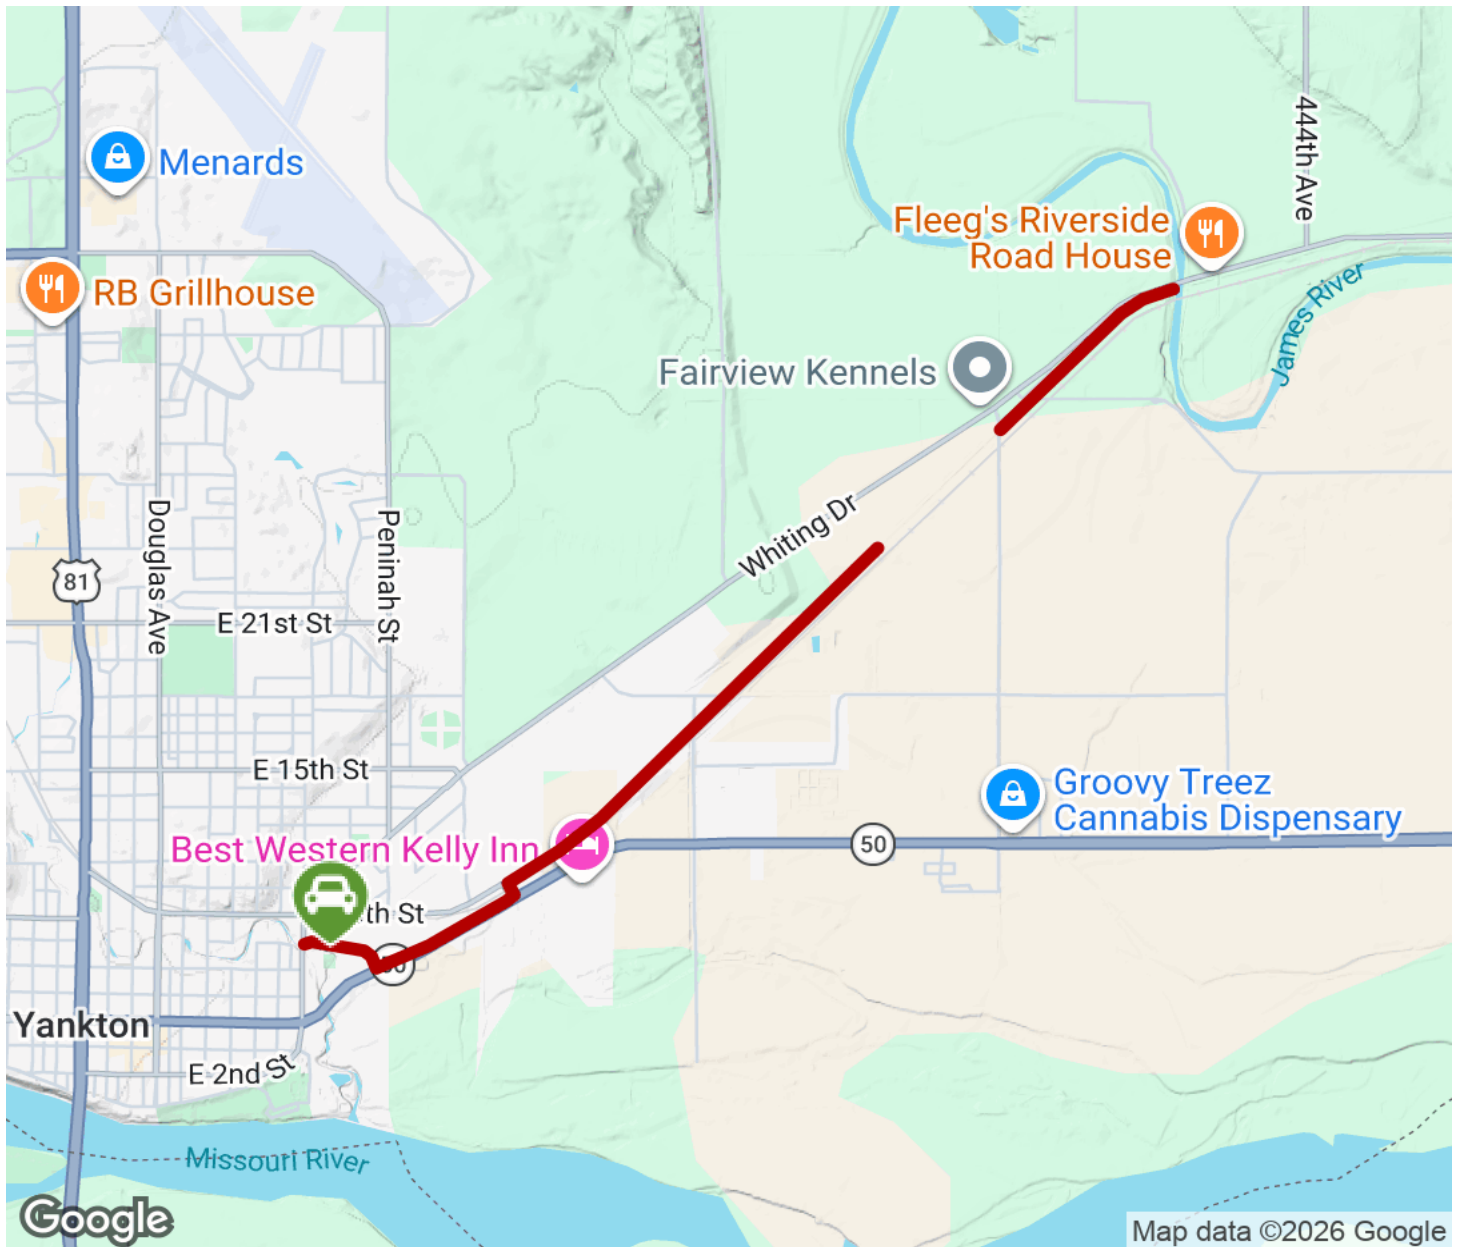 444th Ave
Menards
Fleeg's Riverside
Road House
RB Grillhouse
James River
Fairview Kennels
Whiting Dr
Douglas Ave
Peninah St
81
E 21st St
E 15th St
Groovy Treez
Cannabis Dispensary
Best Western Kelly Inn
50
th St
50
Yankton
E 2nd St
Missouri River
Google
Map data ©2026 Google